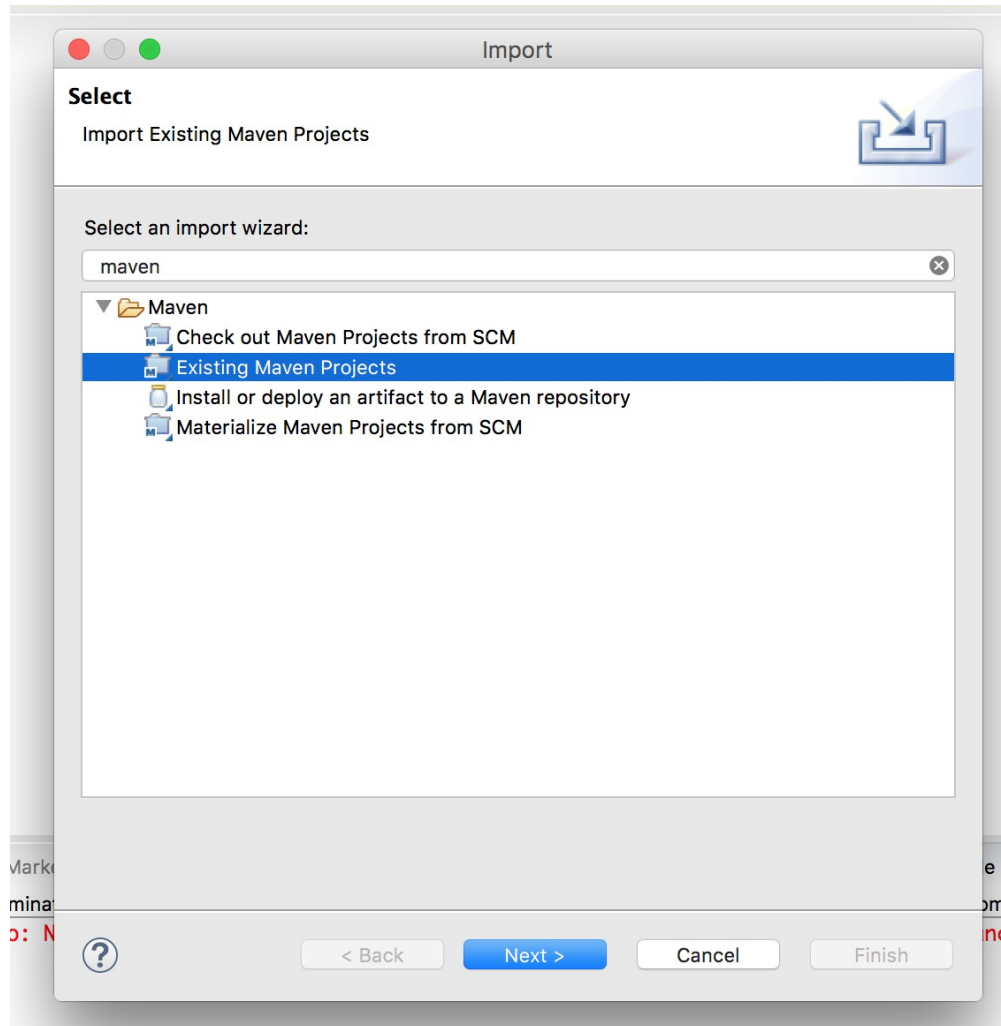 Import
Select
Import Existing Maven Projects
Select an import wizard:
maven
Maven
Check out Maven Projects from SCM
Existing Maven Projects
Install or deploy an artifact to a Maven repository
Materialize Maven Projects from SCM
?
< Back
Next >
Cancel
Finish